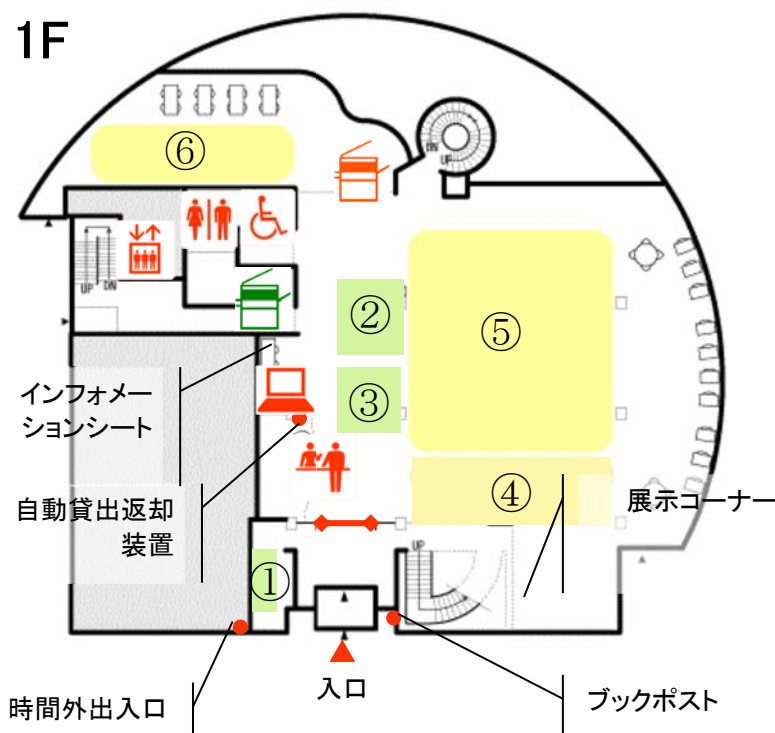 1F
⑥
DN
UP
UP DN
②
⑤
③
インフォメー
ションシート
④
展示コーナー
自動貸出返却
装置
UP
①
入口
時間外出入口
ブックポスト